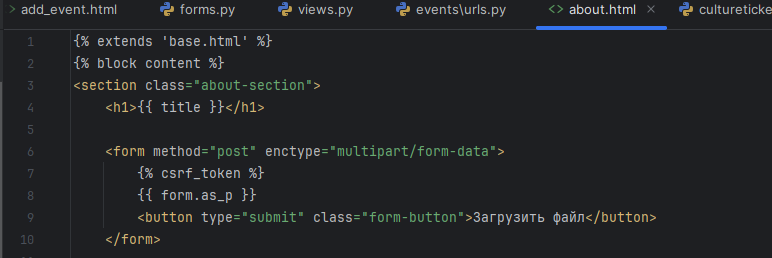 add_event.html forms.py views.py events\urls.py about.html cultureticke
1 {% extends 'base.html' %}
2 {% block content %}
3 <section class="about-section">
4 <h1>{{ title }}</h1>
5
6 <form method="post" enctype="multipart/form-data">
7 {% csrf_token %}
8 {{ form.as_p }}
9 <button type="submit" class="form-button">Загрузить файл</button>
10 </form>